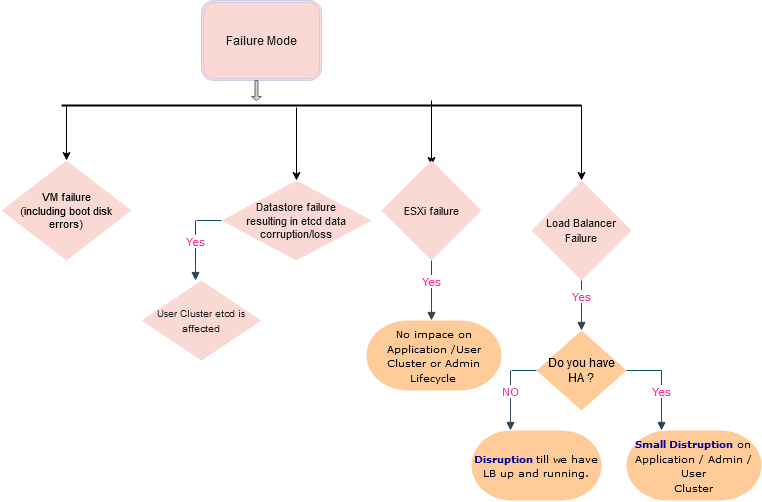 Failure Mode
VM failure
(including boot disk
errors)
Datastore failure
resulting in etcd data
corruption/loss
ESXi failure
Load Balancer
Failure
Yes
User Cluster etcd is
affected
Yes
No impace on
Application /User
Cluster or Admin
Lifecycle
Yes
Do you have
HA ?
NO
Yes
Disruption till we have
LB up and running.
Small Distruption on
Application / Admin /
User
Cluster